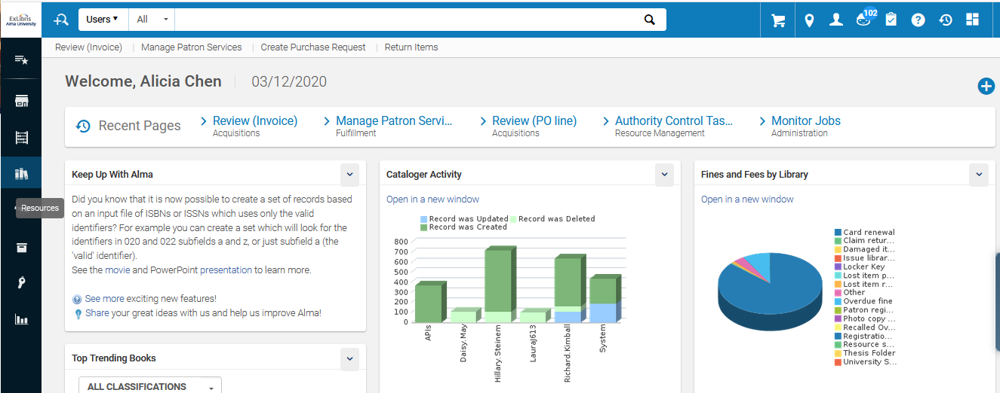 ExLibris
Alma University
Users
All
102
Review (Invoice)
Manage Patron Services
Create Purchase Request
Return Items
Welcome, Alicia Chen
03/12/2020
Recent Pages
Review (Invoice)
Acquisitions
Manage Patron Servi...
Fulfillment
Review (PO line)
Acquisitions
Authority Control Tas...
Resource Management
Monitor Jobs
Administration
Resources
Keep Up With Alma
Did you know that it is now possible to create a set of records based
on an input file of ISBNs or ISSNs which uses only the valid
identifiers? For example you can create a set which will look for the
identifiers in 020 and 022 subfields a and z, or just subfield a (the
'valid' identifier).
See the movie and PowerPoint presentation to learn more.
See more exciting new features!
Share your great ideas with us and help us improve Alma!
Top Trending Books
ALL CLASSIFICATIONS
Cataloger Activity
Open in a new window
Record was Updated
Record was Deleted
Record was Created
800
700
600
500
400
300
200
100
0
APIs
Daisy.May
Hillary.Steinem
LauraJ613
Richard.Kimball
System
Fines and Fees by Library
Open in a new window
Card renewal
Claim retur...
Damaged it...
Issue librar...
Locker Key
Lost item p...
Lost item r...
Other
Overdue fine
Patron regi...
Photo copy ...
Recalled Ov...
Registratio...
Resource s...
Thesis Folder
University S...